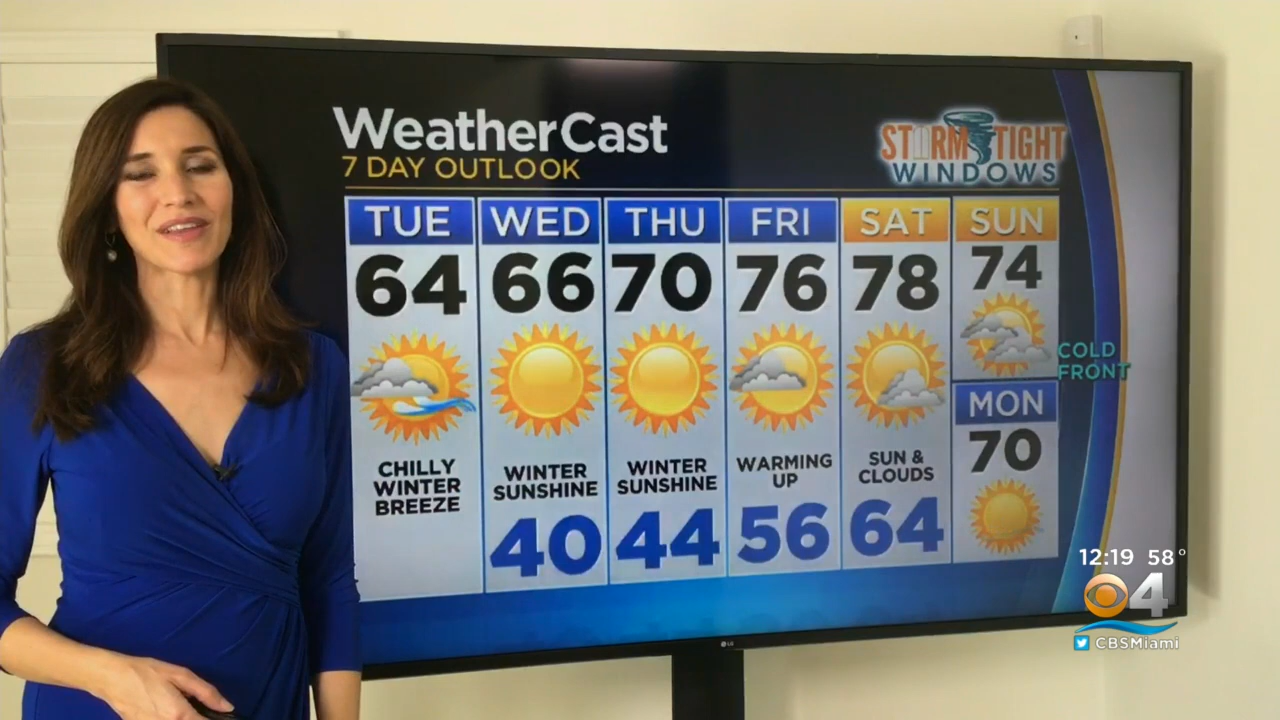 WeatherCast
7 DAY OUTLOOK
STORM TIGHT
WINDOWS
TUE
64
CHILLY
WINTER
BREEZE
WED
66
WINTER
SUNSHINE
40
THU
70
WINTER
SUNSHINE
44
FRI
76
WARMING
UP
56
SAT
78
SUN &
CLOUDS
64
SUN
74
COLD
FRONT
MON
70
12:19 58°
4
CBSMiami
LG